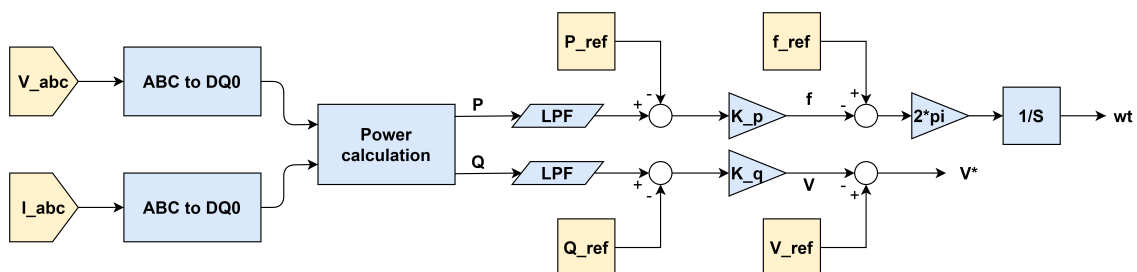 P_ref
f_ref
V_abc
ABC to DQ0
-
+
P
LPF
+
K_p
f
-
2*pi
1/S
wt
Power
calculation
Q
LPF
+
K_q
V
-
V*
-
+
I_abc
ABC to DQ0
Q_ref
V_ref